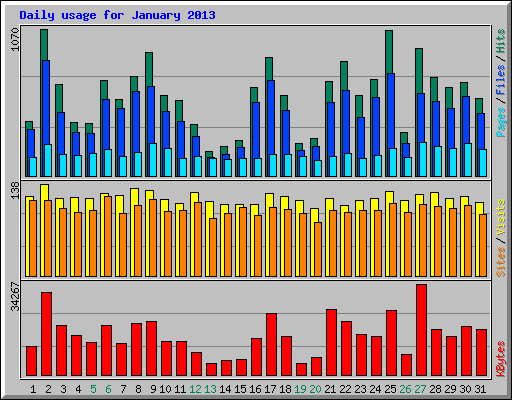 Daily usage for January 2013
1070
Pages / Files / Hits
138
Sites / Visits
34267
KBytes
1 2 3 4 5 6 7 8 9 10 11 12 13 14 15 16 17 18 19 20 21 22 23 24 25 26 27 28 29 30 31